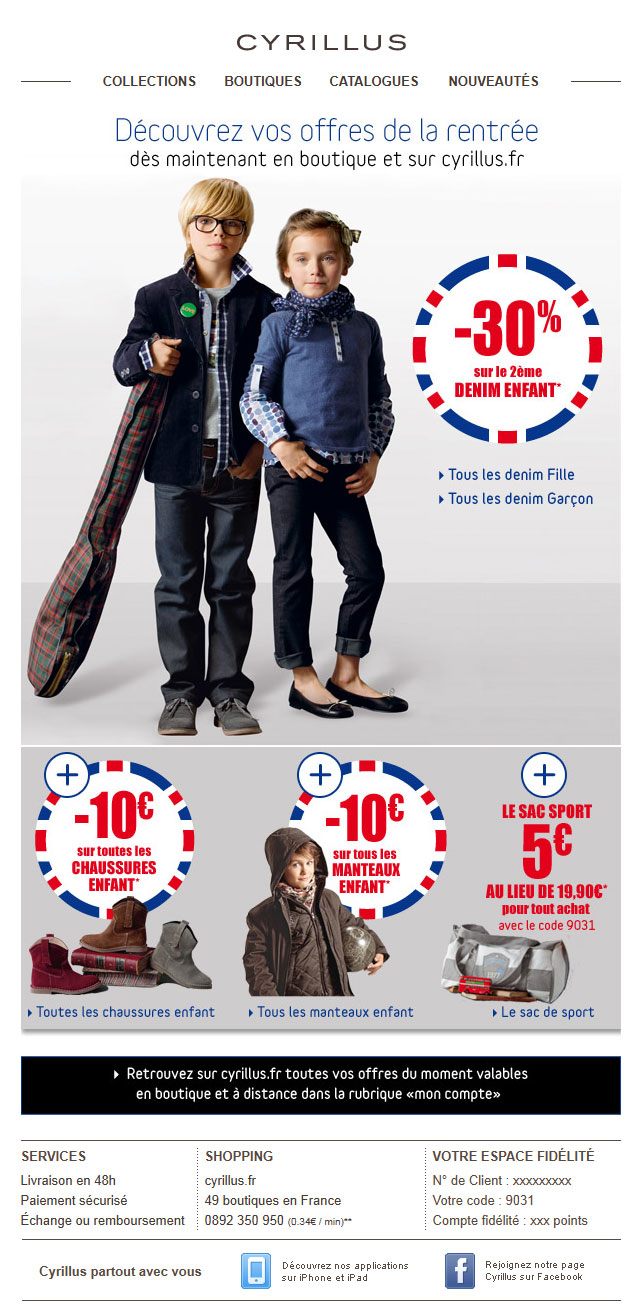 CYRILLUS
COLLECTIONS BOUTIQUES CATALOGUES NOUVEAUTÉS
Découvrez vos offres de la rentrée
dès maintenant en boutique et sur cyrillus.fr
LOVE
-30%
sur le 2ème
DENIM ENFANT*
Tous les denim Fille
Tous les denim Garçon
-10€
sur toutes les
CHAUSSURES
ENFANT*
Toutes les chaussures enfant
-10€
sur tous les
MANTEAUX
ENFANT*
Tous les manteaux enfant
LE SAC SPORT
5€
AU LIEU DE 19,90€*
pour tout achat
avec le code 9031
Le sac de sport
Retrouvez sur cyrillus.fr toutes vos offres du moment valables
en boutique et à distance dans la rubrique «mon compte»
SERVICES
Livraison en 48h
Paiement sécurisé
Échange ou remboursement
SHOPPING
cyrillus.fr
49 boutiques en France
0892 350 950 (0.34€ / min)**
VOTRE ESPACE FIDÉLITÉ
N° de Client : xxxxxxxxx
Votre code : 9031
Compte fidélité : xxx points
Cyrillus partout avec vous
Découvrez nos applications
sur iPhone et iPad
Rejoignez notre page
Cyrillus sur Facebook